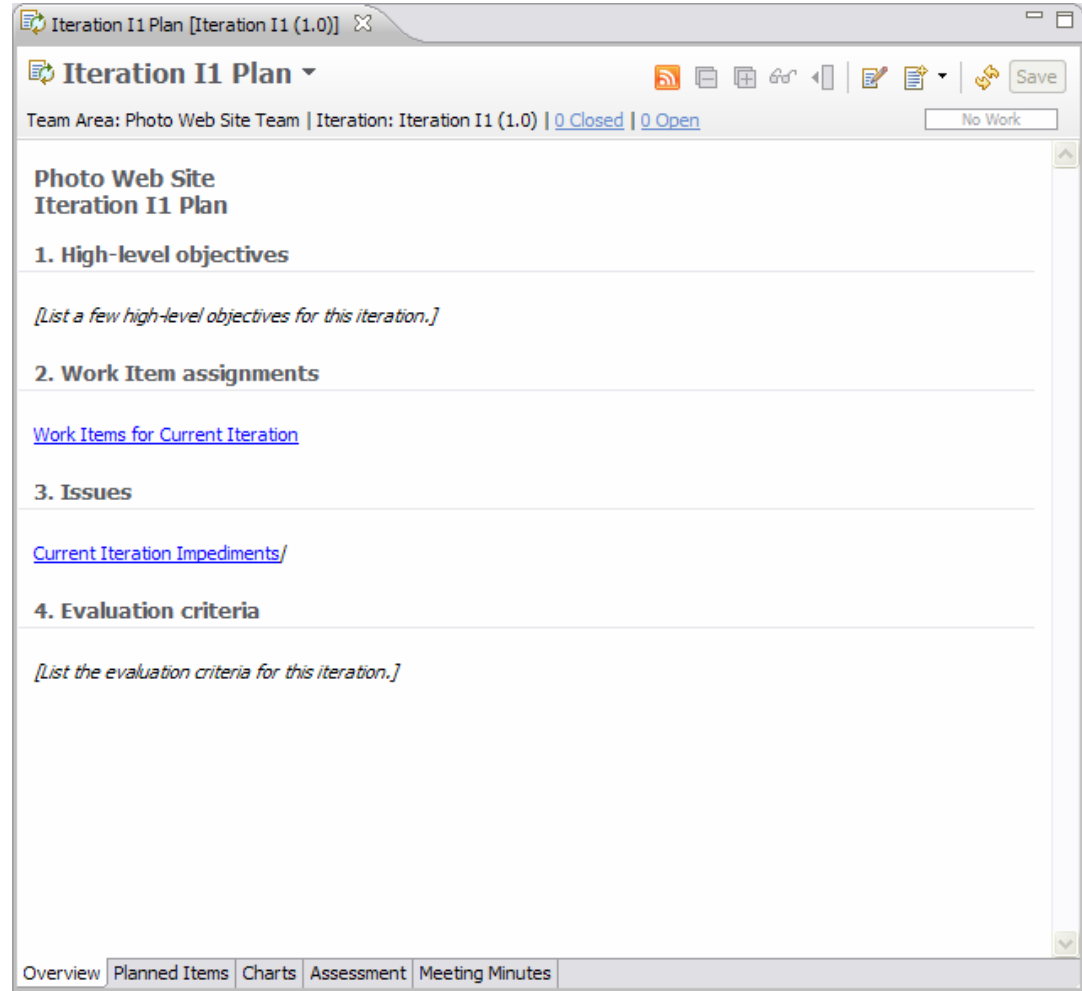 Iteration I1 Plan [Iteration I1 (1.0)]
Iteration I1 Plan
Save
Team Area: Photo Web Site Team | Iteration: Iteration I1 (1.0) | 0 Closed | 0 Open
No Work
Photo Web Site
Iteration I1 Plan
1. High-level objectives
[List a few high-level objectives for this iteration.]
2. Work Item assignments
Work Items for Current Iteration
3. Issues
Current Iteration Impediments/
4. Evaluation criteria
[List the evaluation criteria for this iteration.]
Overview Planned Items Charts Assessment Meeting Minutes